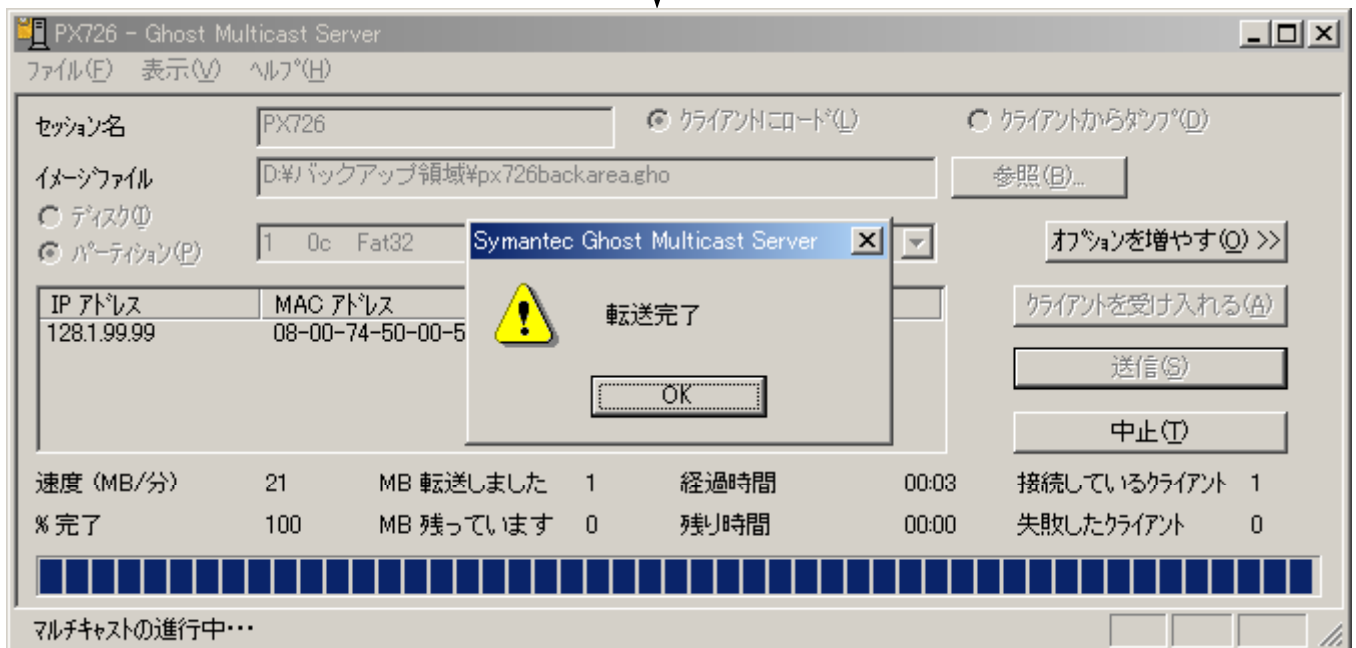 PX726 - Ghost Multicast Server
ファイル(F) 表示(V) ヘルプ(H)
セッション名 PX726 クライアントにロード(L) クライアントからダンプ(D)
イメージファイル D:¥バックアップ領域¥px726backarea.gho 参照(B)...
ディスク(I)
パーティション(P) 1 0c Fat32 オプションを増やす(O) >>
Symantec Ghost Multicast Server
転送完了
OK
IP アドレス MAC アドレス クライアントを受け入れる(A)
128.1.99.99 08-00-74-50-00-5
送信(S)
中止(T)
速度 (MB/分) 21 MB 転送しました 1 経過時間 00:03 接続しているクライアント 1
% 完了 100 MB 残っています 0 残り時間 00:00 失敗したクライアント 0
マルチキャストの進行中・・・